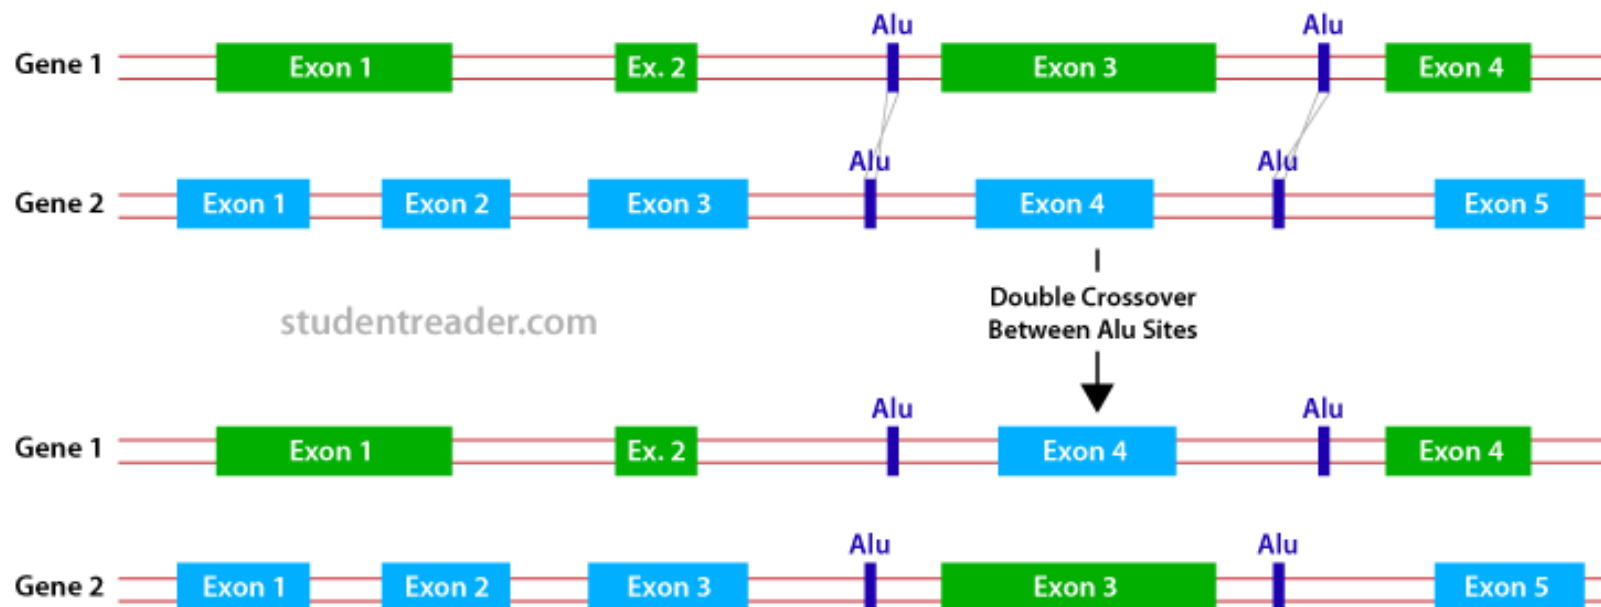 Alu Alu
Gene 1 Exon 1 Ex. 2 Exon 3 Exon 4
Alu Alu
Gene 2 Exon 1 Exon 2 Exon 3 Exon 4 Exon 5
Double Crossover
Between Alu Sites
studentreader.com
Alu Alu
Gene 1 Exon 1 Ex. 2 Exon 4 Exon 4
Alu Alu
Gene 2 Exon 1 Exon 2 Exon 3 Exon 3 Exon 5